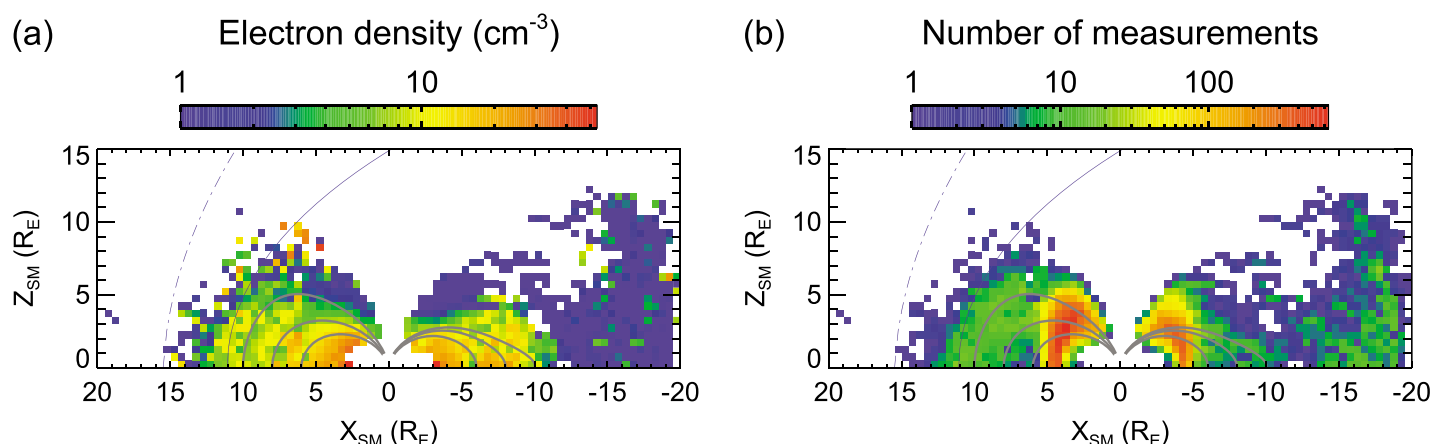 (a) Electron density (cm-3)
1 10
15
10
5
0
Z_SM (R_E)
20 15 10 5 0 -5 -10 -15 -20
X_SM (R_E)
(b) Number of measurements
1 10 100
15
10
5
0
Z_SM (R_E)
20 15 10 5 0 -5 -10 -15 -20
X_SM (R_E)